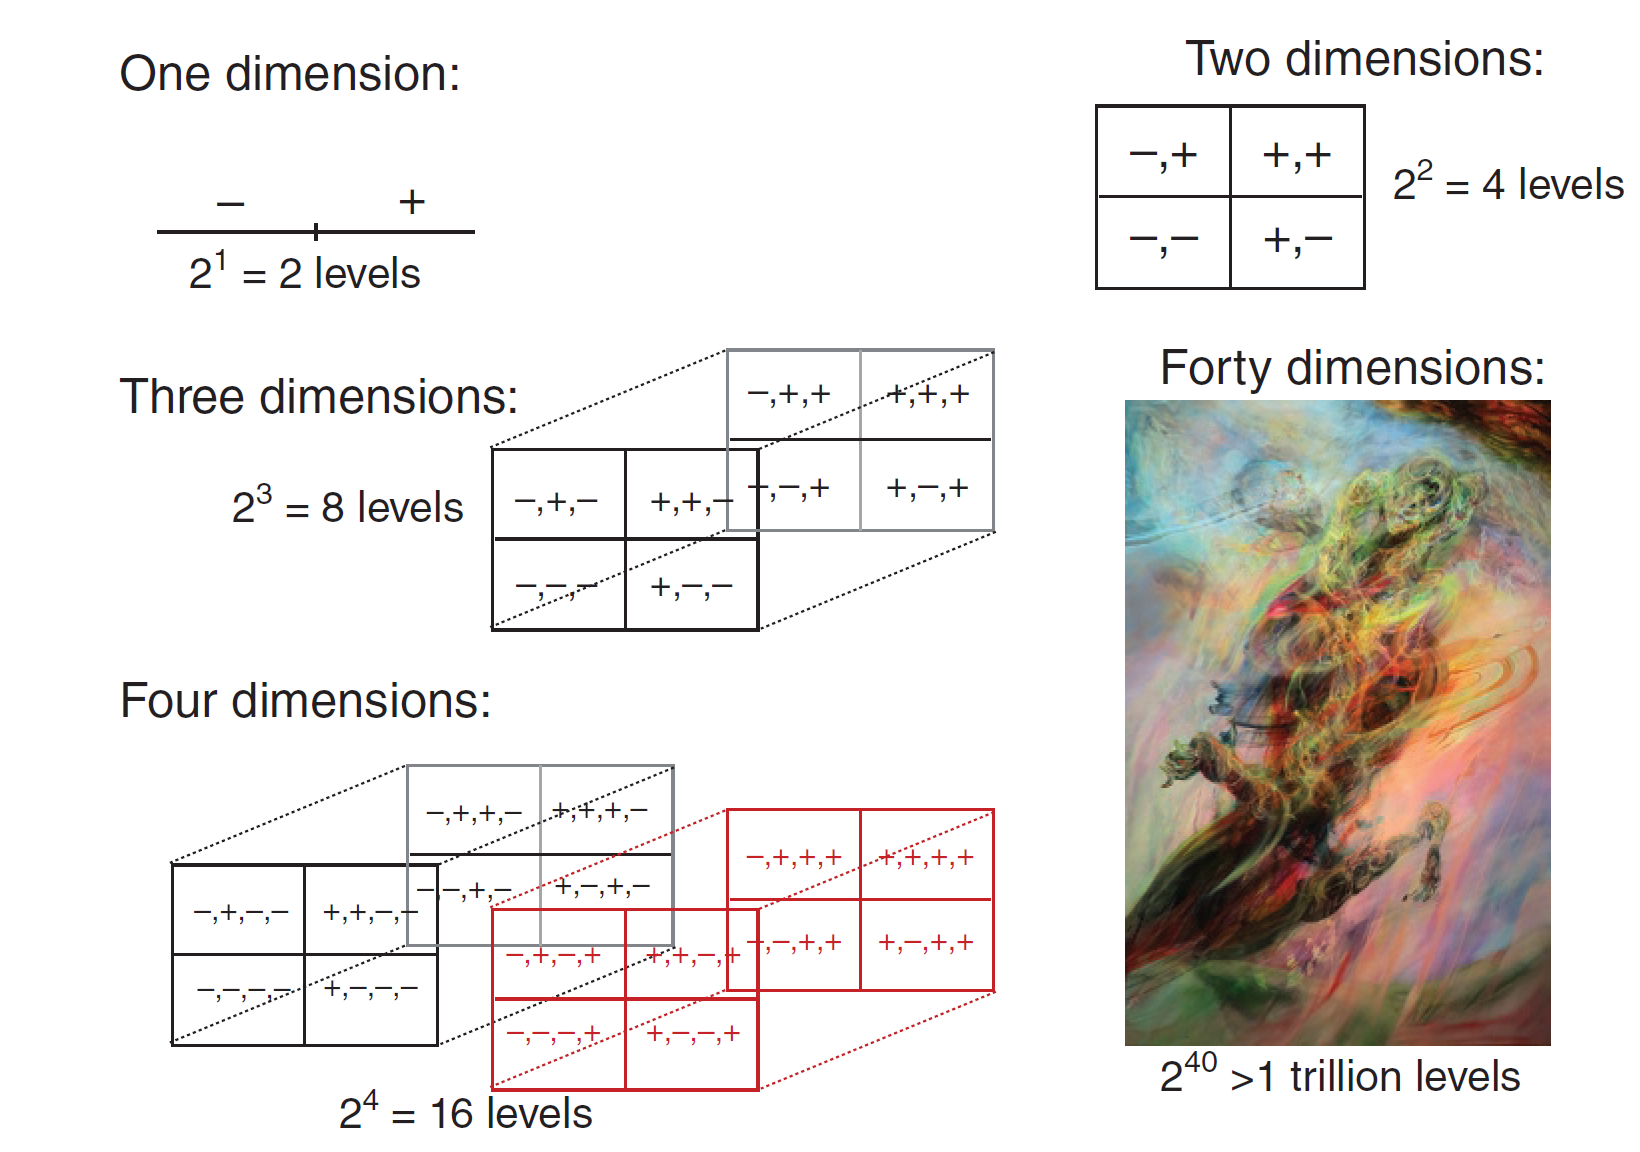 One dimension:
− +
2¹ = 2 levels
Two dimensions:
−,+ +,+
−,− +,−
2² = 4 levels
Three dimensions:
2³ = 8 levels
−,+,+ +,+,+
−,−,+ +,−,+
−,+,− +,+,−
−,−,− +,−,−
Forty dimensions:
2⁴⁰ >1 trillion levels
Four dimensions:
−,+,+,− +,+,+,−
−,−,+,− +,−,+,−
−,+,−,− +,+,−,−
−,−,−,− +,−,−,−
−,+,+,+ +,+,+,+
−,−,+,+ +,−,+,+
−,+,−,+ +,+,−,+
−,−,−,+ +,−,−,+
2⁴ = 16 levels